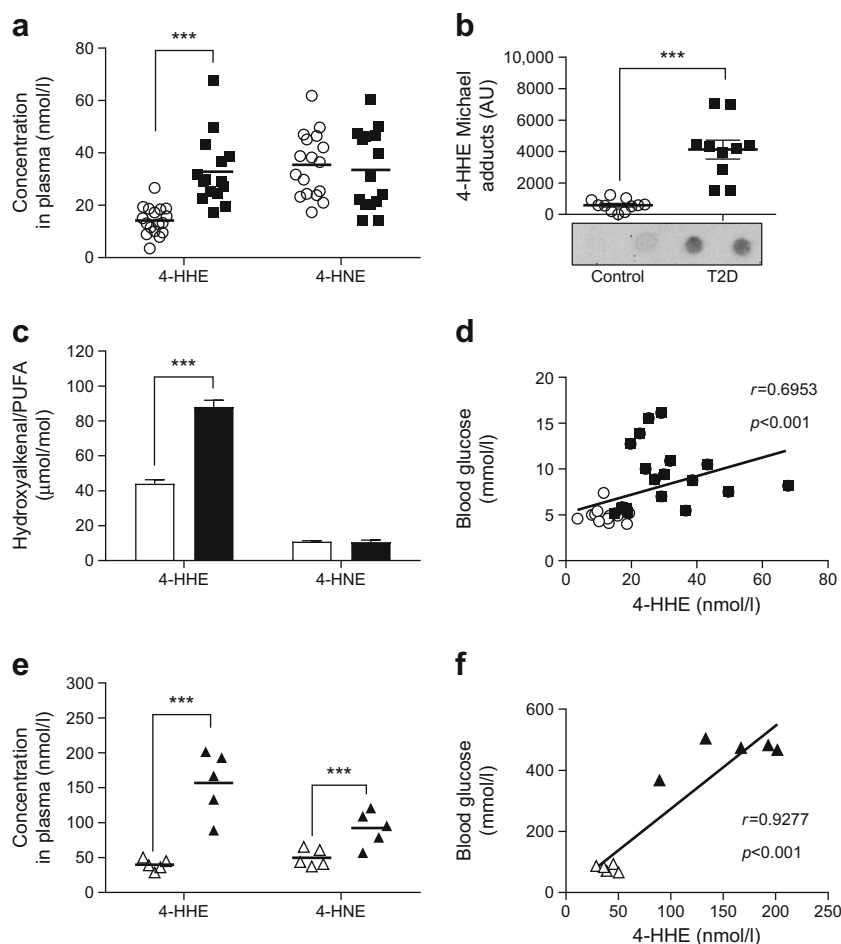 a
***
Concentration
in plasma (nmol/l)
80
60
40
20
0
4-HHE
4-HNE
b
***
4-HHE Michael
adducts (AU)
10,000
8000
6000
4000
2000
0
Control
T2D
c
***
Hydroxyalkenal/PUFA
(μmol/mol)
120
100
80
60
40
20
0
4-HHE
4-HNE
d
Blood glucose
(mmol/l)
20
15
10
5
0
r=0.6953
p<0.001
0
20
40
60
80
4-HHE (nmol/l)
e
***
***
Concentration
in plasma (nmol/l)
300
250
200
150
100
50
0
4-HHE
4-HNE
f
Blood glucose
(mmol/l)
600
400
200
0
r=0.9277
p<0.001
0
50
100
150
200
250
4-HHE (nmol/l)